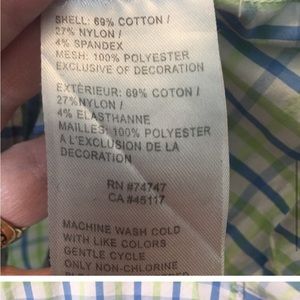 SHELL: 69% COTTON /
27% NYLON /
4% SPANDEX
MESH: 100% POLYESTER
EXCLUSIVE OF DECORATION
EXTÉRIEUR: 69% COTON /
27%NYLON /
4% ELASTHANNE
MAILLES: 100% POLYESTER
A L'EXCLUSION DE LA
DECORATION
RN #74747
CA #45117
MACHINE WASH COLD
WITH LIKE COLORS
GENTLE CYCLE
ONLY NON-CHLORINE